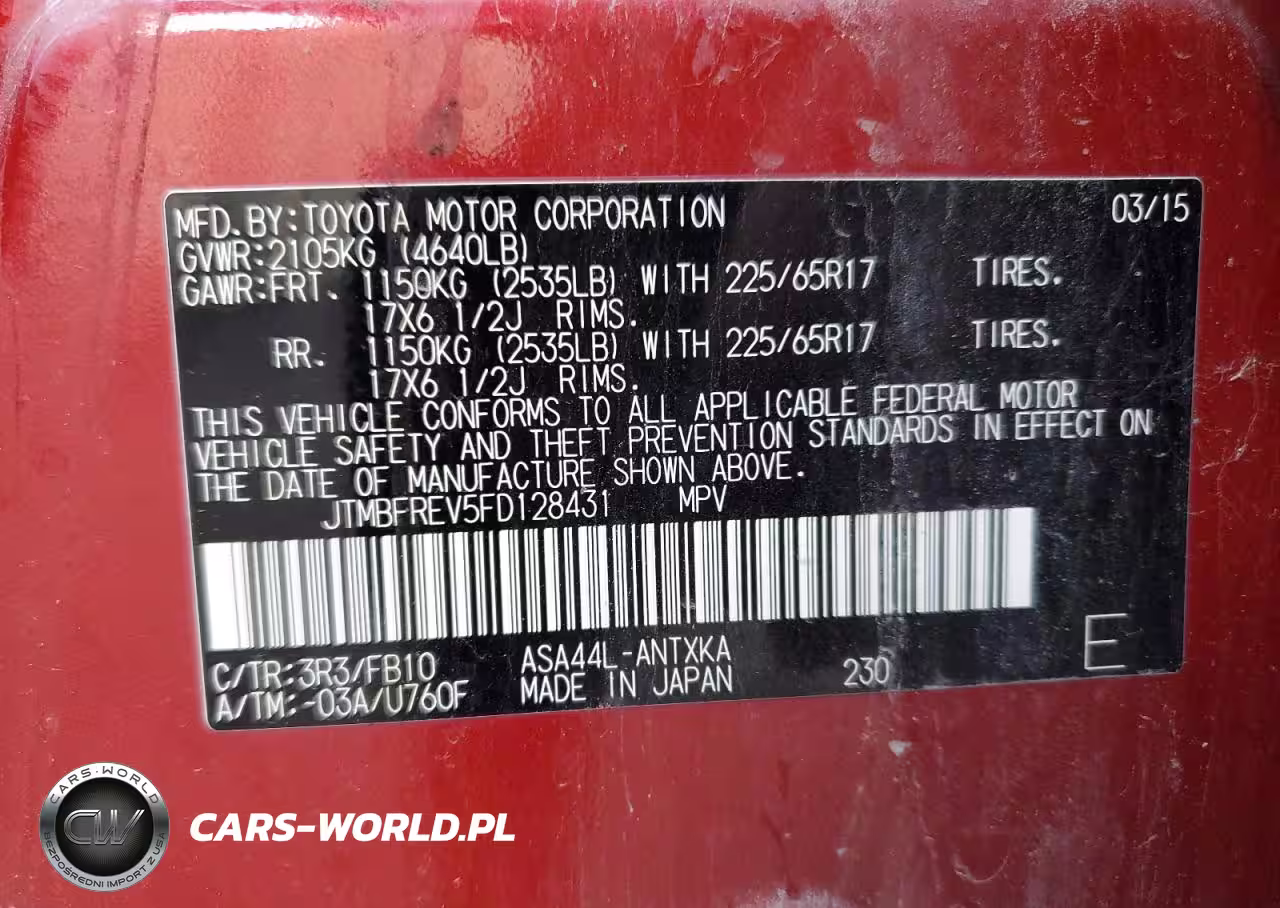 MFD.BY:TOYOTA MOTOR CORPORATION 03/15
GVWR:2105KG (4640LB)
GAWR:FRT. 1150KG (2535LB) WITH 225/65R17 TIRES.
17X6 1/2J RIMS.
RR. 1150KG (2535LB) WITH 225/65R17 TIRES.
17X6 1/2J RIMS.
THIS VEHICLE CONFORMS TO ALL APPLICABLE FEDERAL MOTOR
VEHICLE SAFETY AND THEFT PREVENTION STANDARDS IN EFFECT ON
THE DATE OF MANUFACTURE SHOWN ABOVE.
JTMBFREV5FD128431 MPV
C/TR:3R3/FB10 ASA44L-ANTXKA 230 E
A/TM:-03A/U760F MADE IN JAPAN
CARS-WORLD
CW
BEZPOŚREDNI IMPORT Z USA
CARS-WORLD.PL